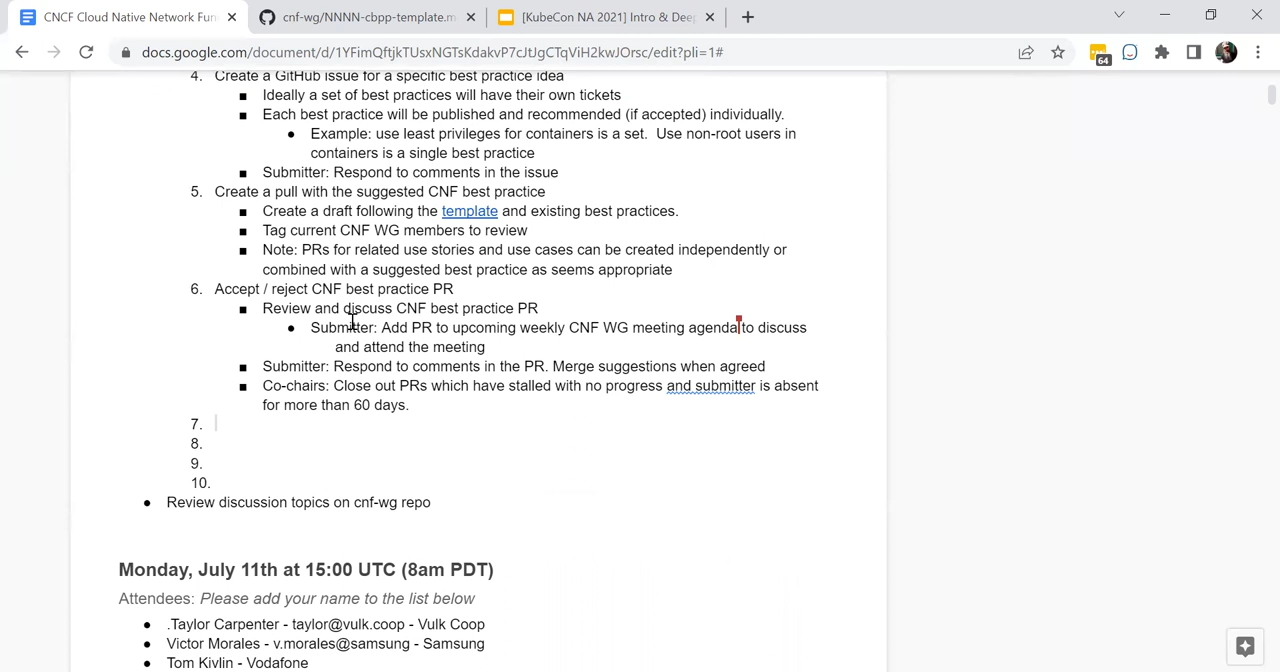 CNCF Cloud Native Network Fun
cnf-wg/NNNN-cbpp-template.m
[KubeCon NA 2021] Intro & Deep
docs.google.com/document/d/1YFimQftjkTUsxNGTsKdakvP7cJtJgCTqViH2kwJOrsc/edit?pli=1#
64
4. Create a GitHub issue for a specific best practice idea
■ Ideally a set of best practices will have their own tickets
■ Each best practice will be published and recommended (if accepted) individually.
● Example: use least privileges for containers is a set. Use non-root users in
containers is a single best practice
■ Submitter: Respond to comments in the issue
5. Create a pull with the suggested CNF best practice
■ Create a draft following the template and existing best practices.
■ Tag current CNF WG members to review
■ Note: PRs for related use stories and use cases can be created independently or
combined with a suggested best practice as seems appropriate
6. Accept / reject CNF best practice PR
■ Review and discuss CNF best practice PR
● Submitter: Add PR to upcoming weekly CNF WG meeting agenda to discuss
and attend the meeting
■ Submitter: Respond to comments in the PR. Merge suggestions when agreed
■ Co-chairs: Close out PRs which have stalled with no progress and submitter is absent
for more than 60 days.
7.
8.
9.
10.
● Review discussion topics on cnf-wg repo
Monday, July 11th at 15:00 UTC (8am PDT)
Attendees: Please add your name to the list below
● .Taylor Carpenter - taylor@vulk.coop - Vulk Coop
● Victor Morales - v.morales@samsung - Samsung
● Tom Kivlin - Vodafone